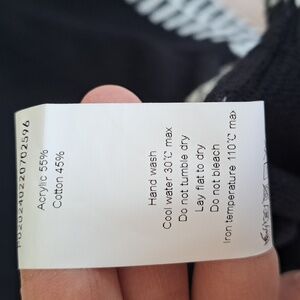 P020240220702596
Acrylic 55%
Cotton 45%
Hand wash
Cool water 30℃ max
Do not tumble dry
Lay flat to dry
Do not bleach
Iron temperature 110℃ max